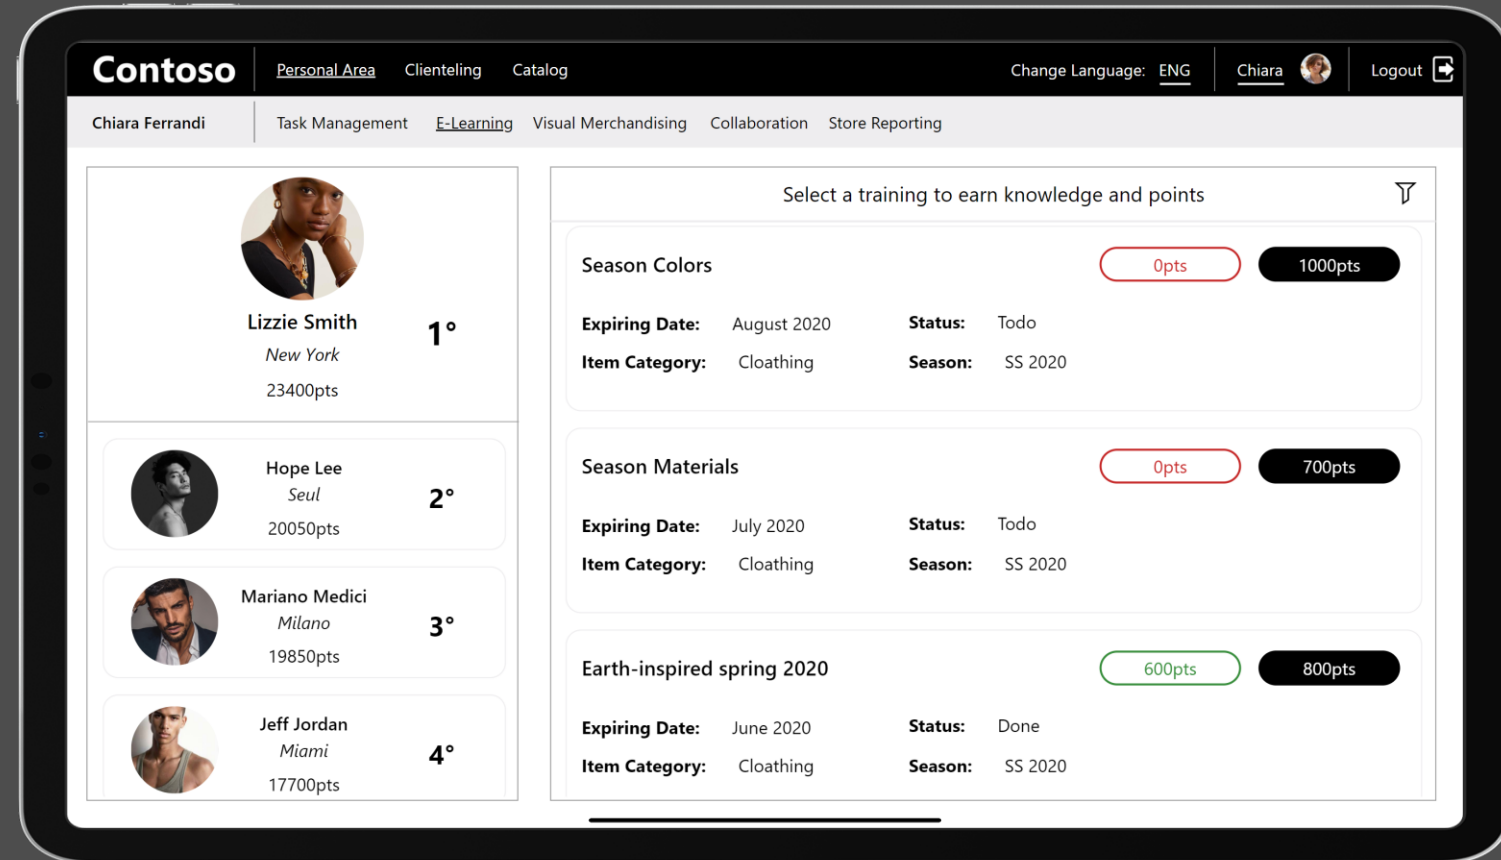 Contoso
Personal Area Clienteling Catalog
Change Language: ENG Chiara Logout
Chiara Ferrandi Task Management E-Learning Visual Merchandising Collaboration Store Reporting
Lizzie Smith
New York
23400pts
1°
Hope Lee
Seul
20050pts
2°
Mariano Medici
Milano
19850pts
3°
Jeff Jordan
Miami
17700pts
4°
Select a training to earn knowledge and points
Season Colors 0pts 1000pts
Expiring Date: August 2020 Status: Todo
Item Category: Cloathing Season: SS 2020
Season Materials 0pts 700pts
Expiring Date: July 2020 Status: Todo
Item Category: Cloathing Season: SS 2020
Earth-inspired spring 2020 600pts 800pts
Expiring Date: June 2020 Status: Done
Item Category: Cloathing Season: SS 2020